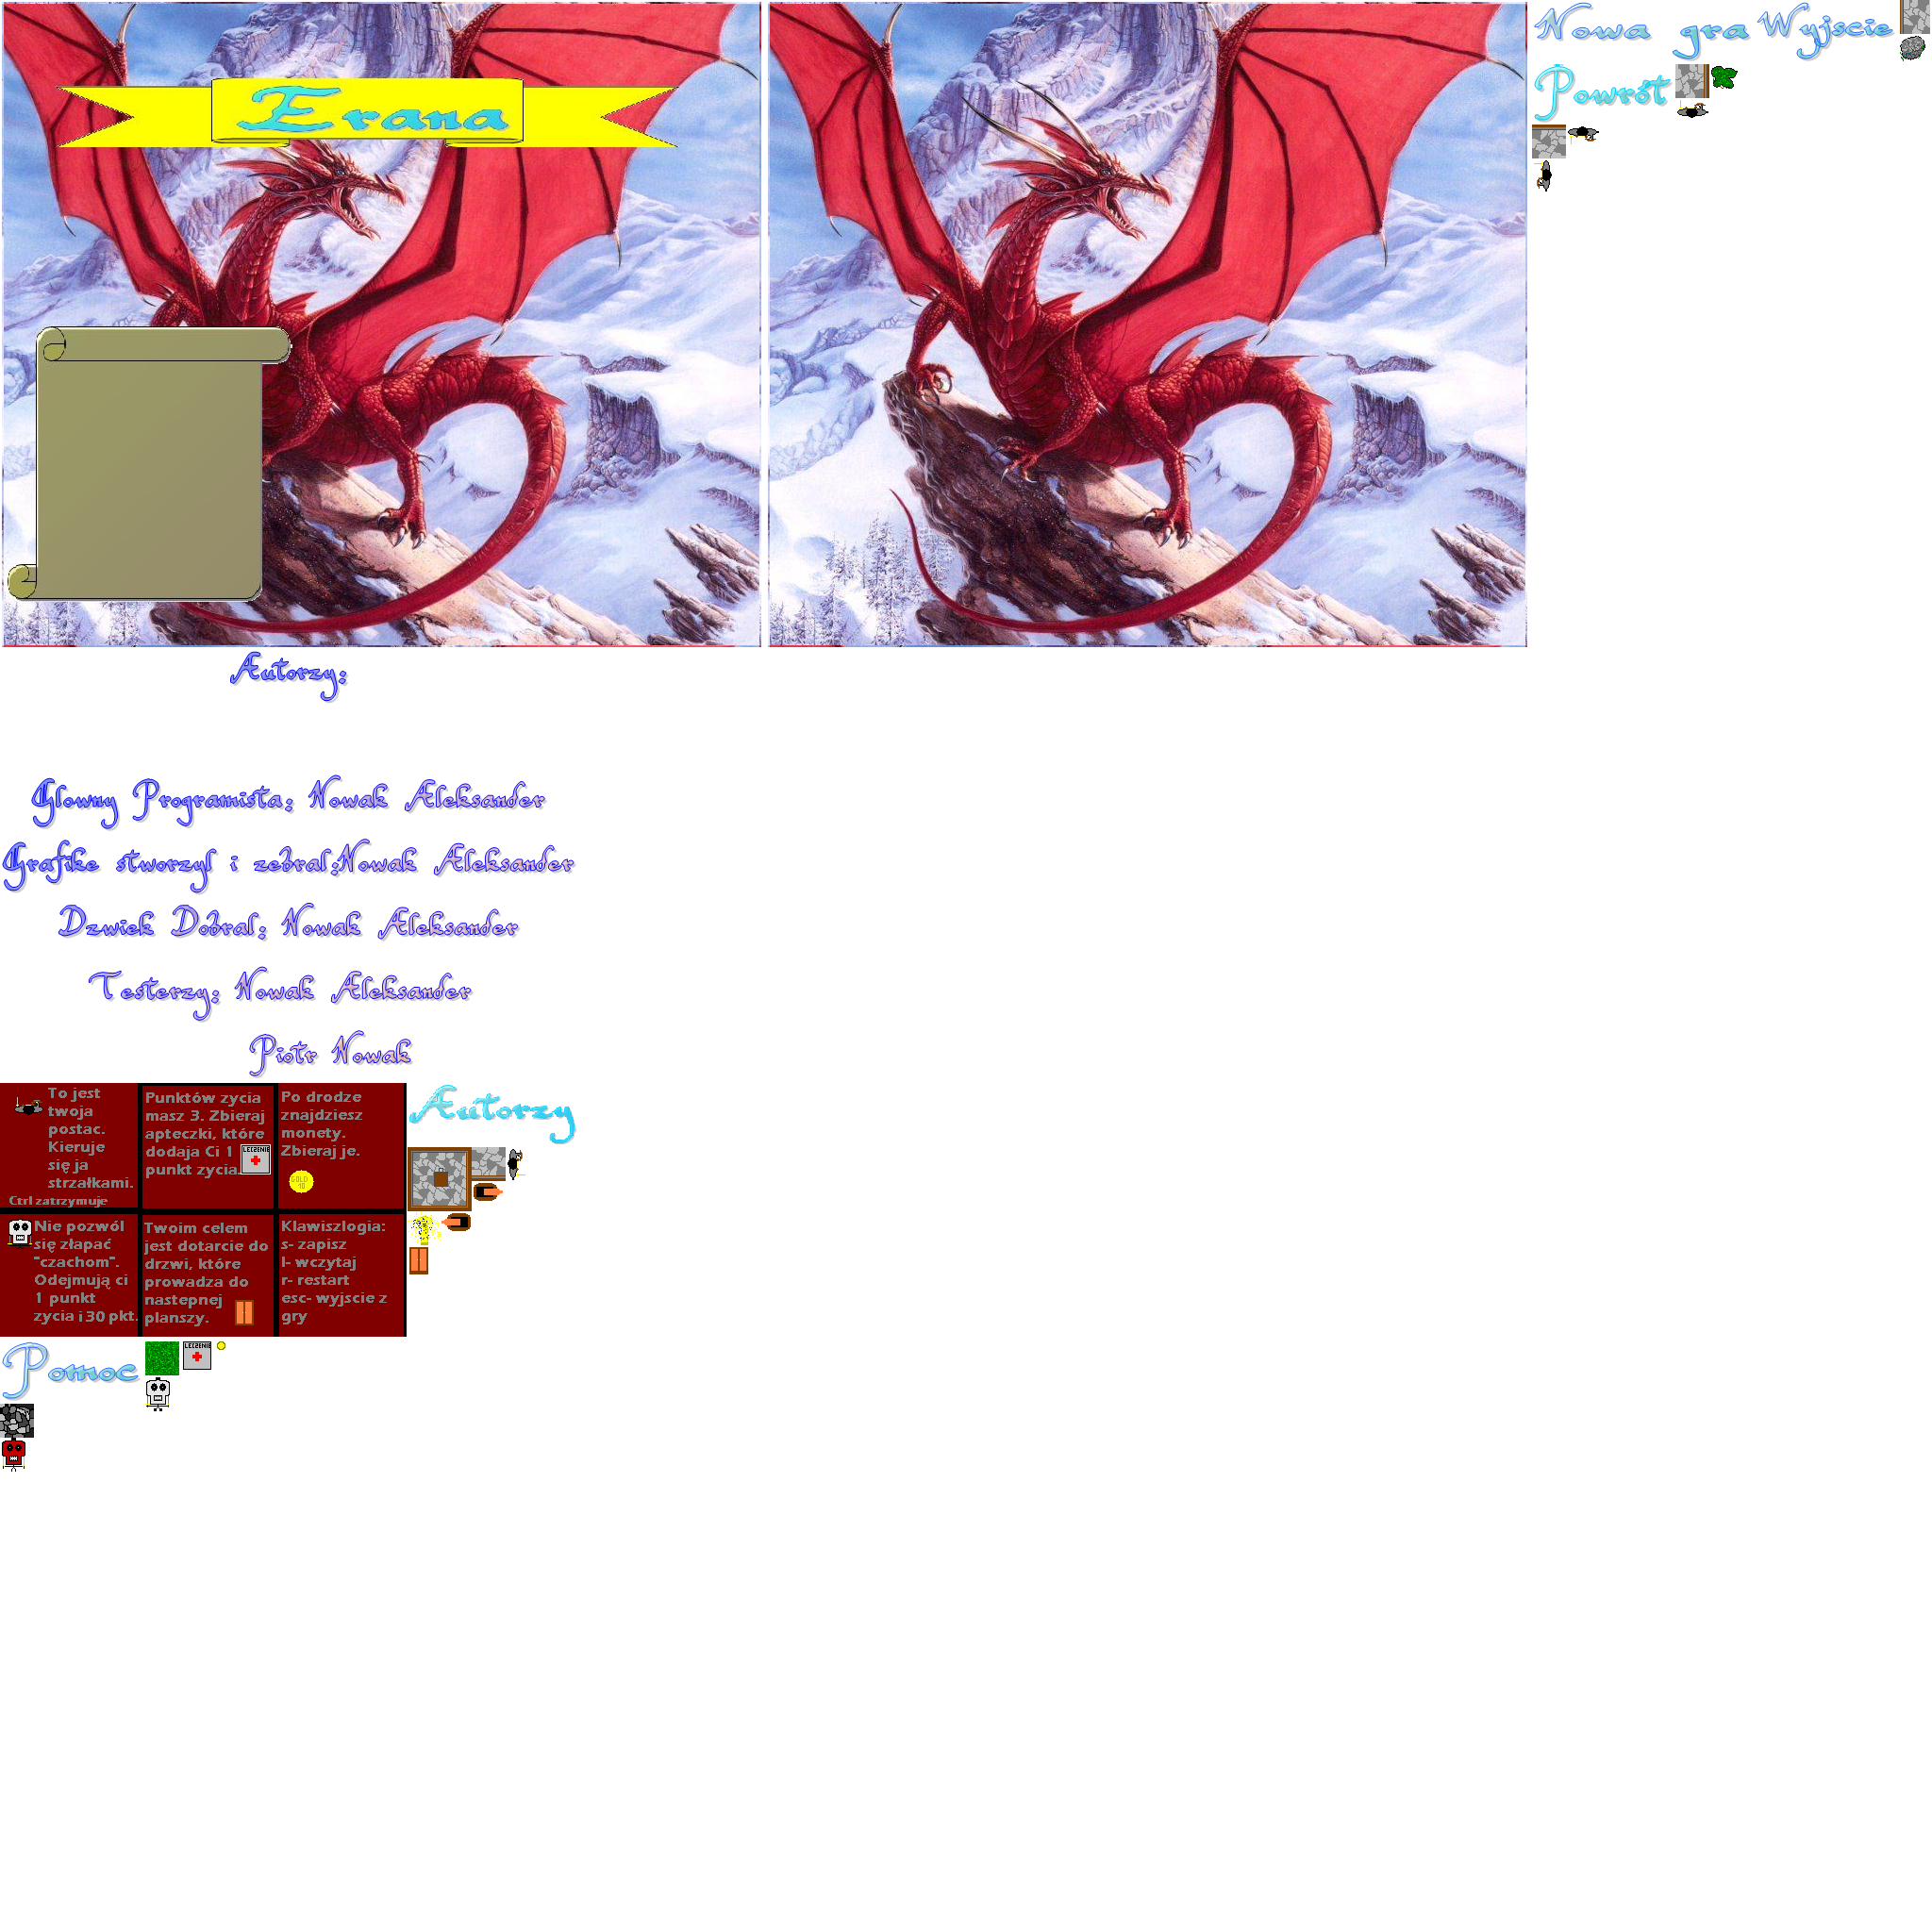 Erana
Nowa gra
Wyjscie
Powrót
Autorzy:
Glowny Programista: Nowak Aleksander
Grafike stworzyl i zebral:Nowak Aleksander
Dzwiek Dobral: Nowak Aleksander
Testerzy: Nowak Aleksander
Piotr Nowak
To jest
twoja
postac.
Kieruje
się ja
strzałkami.
Ctrl zatrzymuje
Punktów zycia
masz 3. Zbieraj
apteczki, które
dodaja Ci 1
punkt zycia.
LECZENIE
Po drodze
znajdziesz
monety.
Zbieraj je.
GOLD
10
Nie pozwól
się złapać
"czachom".
Odejmują ci
1 punkt
zycia i 30 pkt.
Twoim celem
jest dotarcie do
drzwi, które
prowadza do
nastepnej
planszy.
Klawiszlogia:
s- zapisz
l- wczytaj
r- restart
esc- wyjscie z
gry
Autorzy
Pomoc
LECZENIE